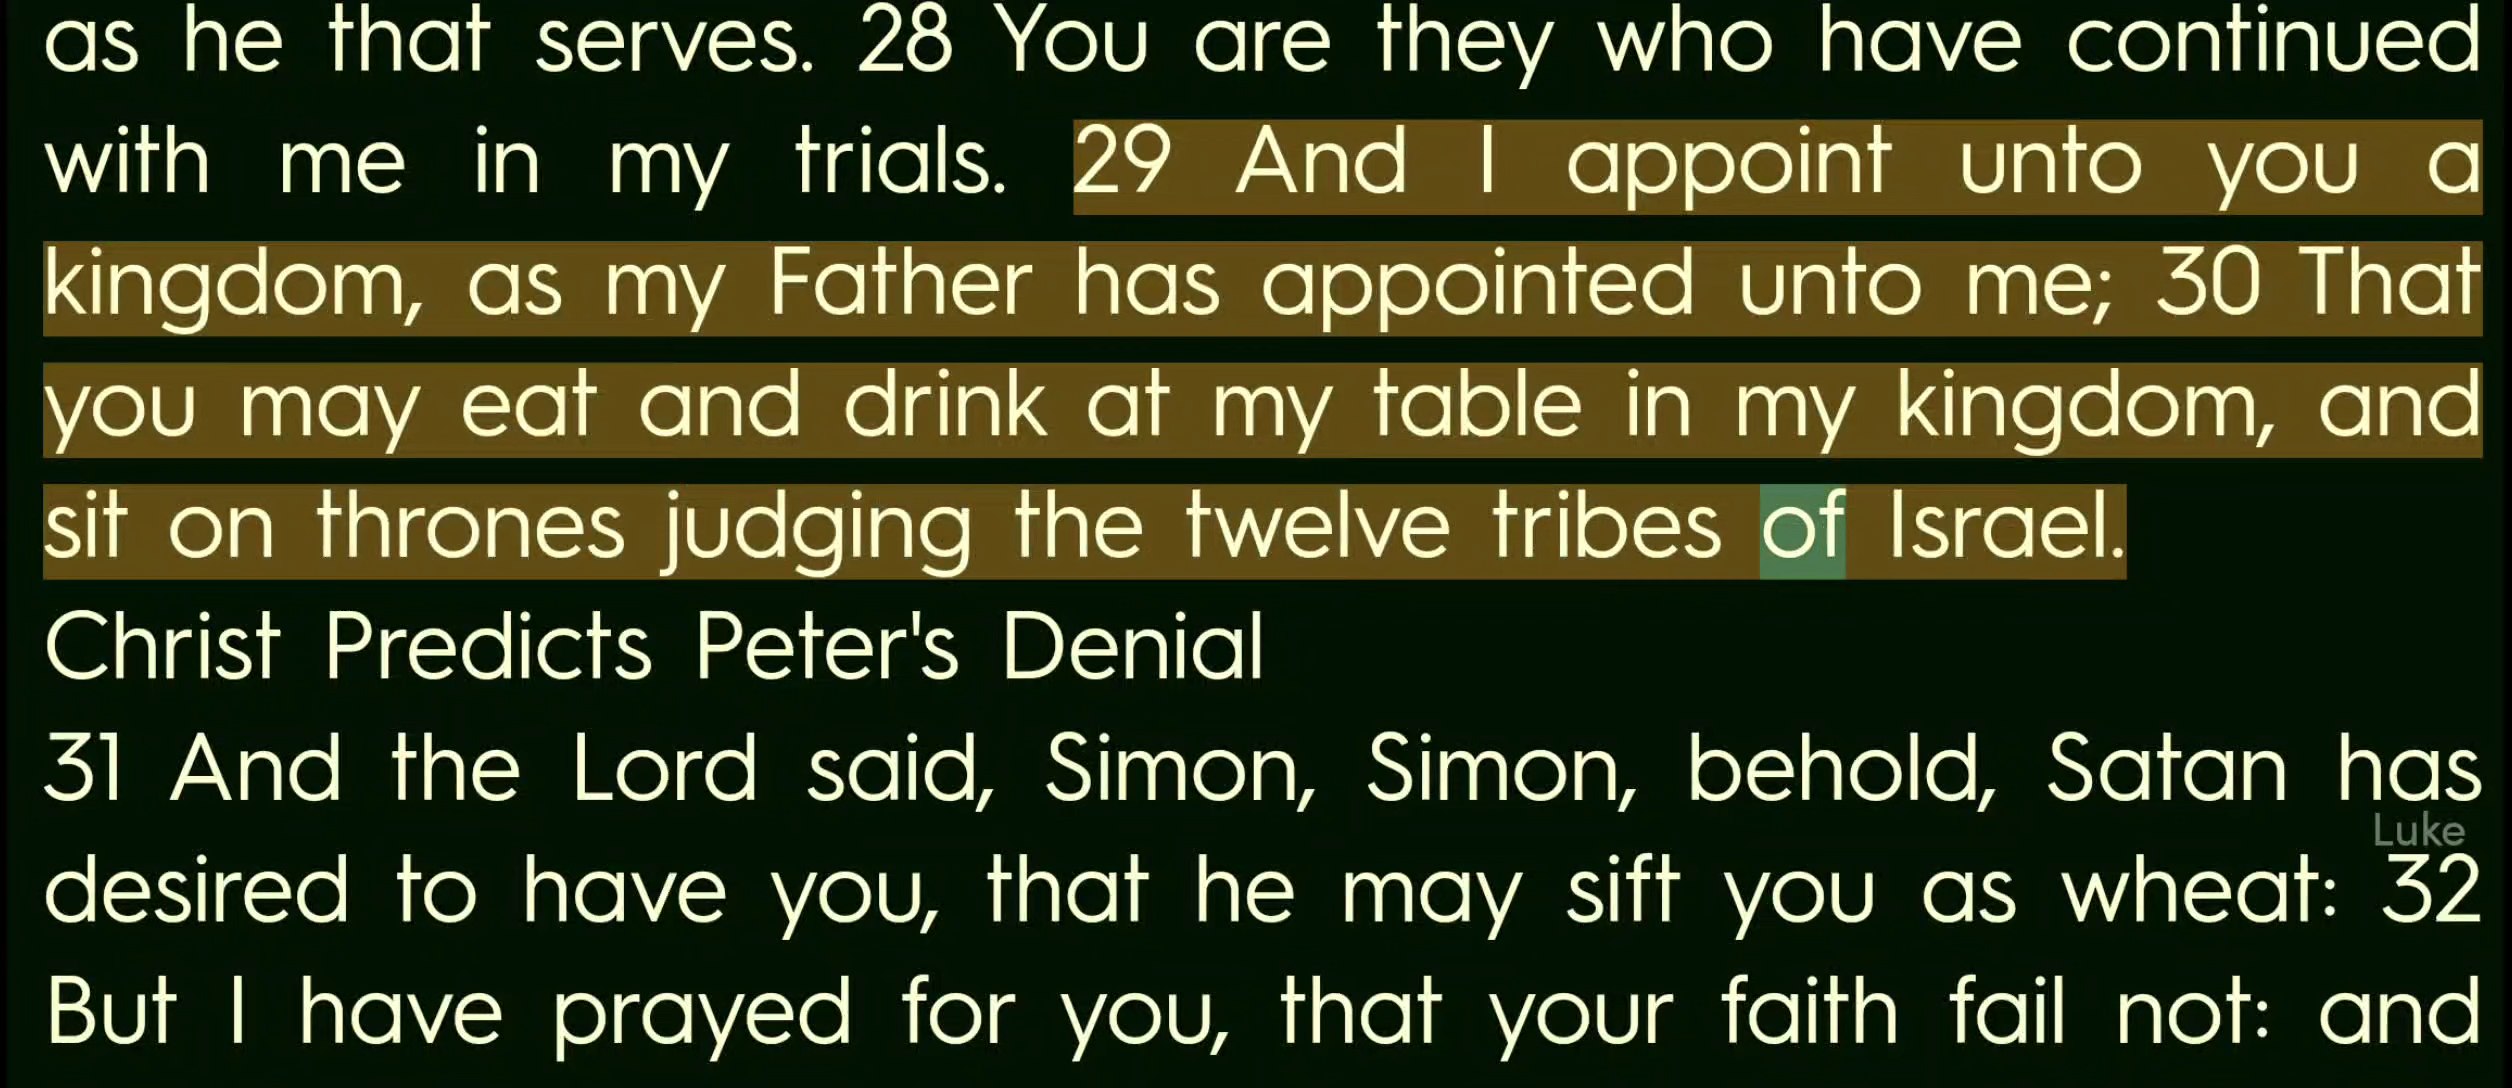 as he that serves. 28 You are they who have continued
with me in my trials. 29 And I appoint unto you a
kingdom, as my Father has appointed unto me; 30 That
you may eat and drink at my table in my kingdom, and
sit on thrones judging the twelve tribes of Israel.
Christ Predicts Peter's Denial
31 And the Lord said, Simon, Simon, behold, Satan has
Luke
desired to have you, that he may sift you as wheat: 32
But I have prayed for you, that your faith fail not: and